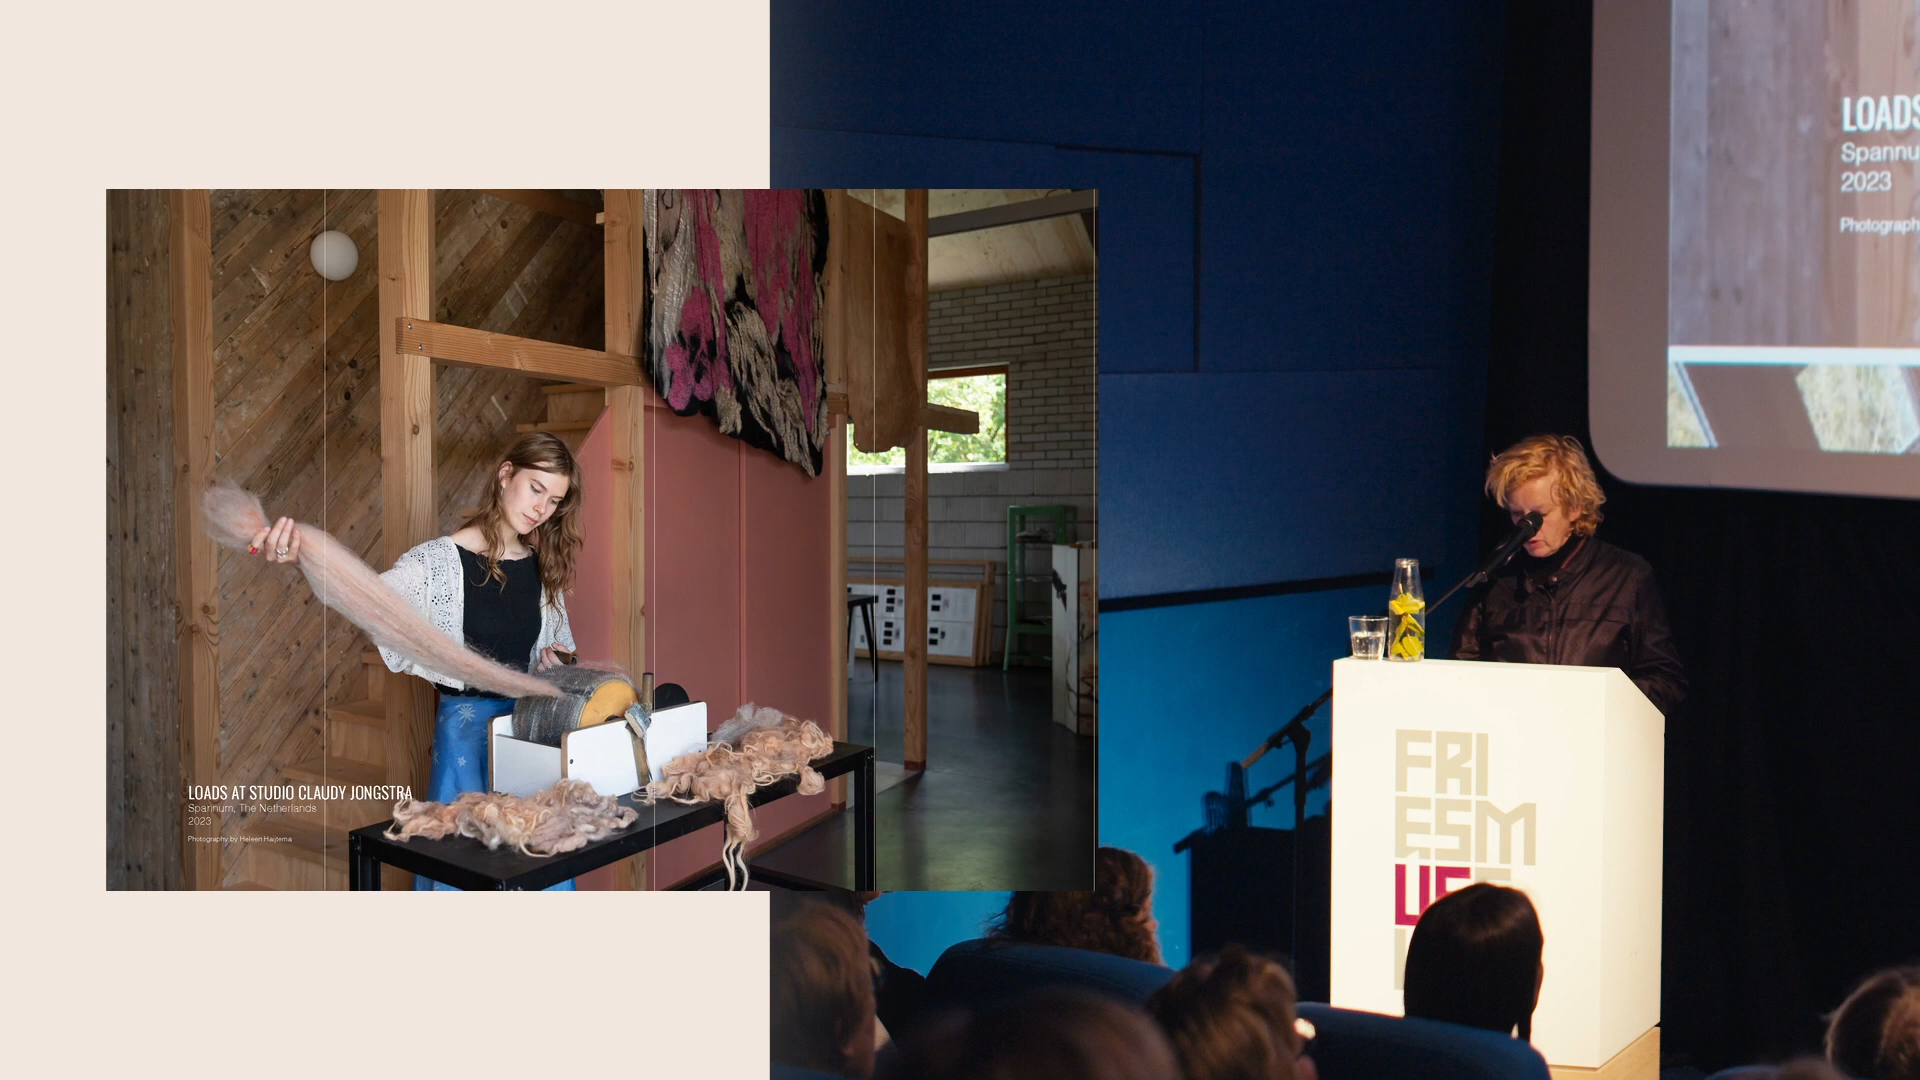 LOADS AT STUDIO CLAUDY JONGSTRA
Spannum, The Netherlands
2023
Photography by Heleen Haijtema
LOADS
Spannu
2023
Photograph
FRI
ESM